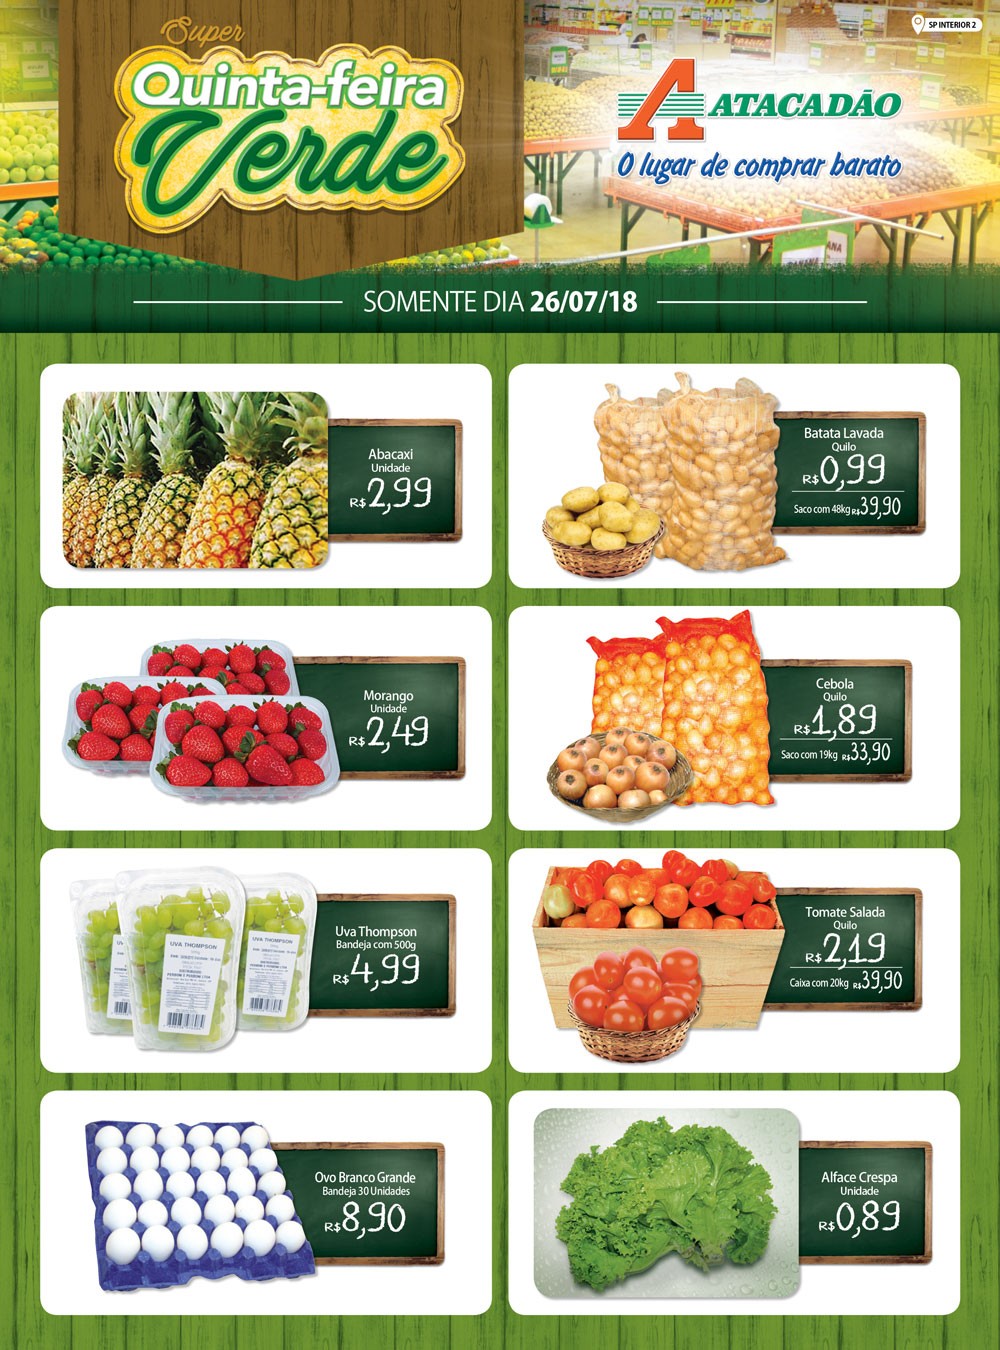 SP INTERIOR 2
Super
Quinta-feira
Verde
ATACADÃO
O lugar de comprar barato
SOMENTE DIA 26/07/18
Abacaxi
Unidade
R$2,99
Batata Lavada
Quilo
R$0,99
Saco com 48kg R$39,90
Morango
Unidade
R$2,49
Cebola
Quilo
R$1,89
Saco com 19kg R$33,90
UVA THOMPSON
UVA THOMPSON
Uva Thompson
Bandeja com 500g
R$4,99
Tomate Salada
Quilo
R$2,19
Caixa com 20kg R$39,90
Ovo Branco Grande
Bandeja 30 Unidades
R$8,90
Alface Crespa
Unidade
R$0,89